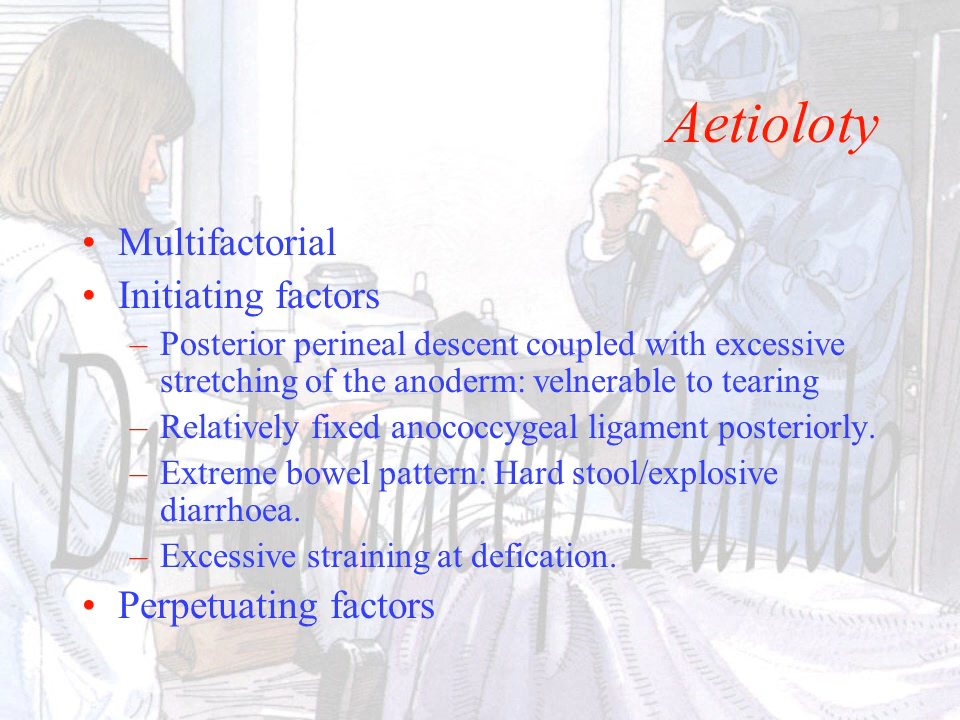 Aetioloty
• Multifactorial
• Initiating factors
– Posterior perineal descent coupled with excessive
stretching of the anoderm: velnerable to tearing
– Relatively fixed anococcygeal ligament posteriorly.
– Extreme bowel pattern: Hard stool/explosive
diarrhoea.
– Excessive straining at defication.
• Perpetuating factors